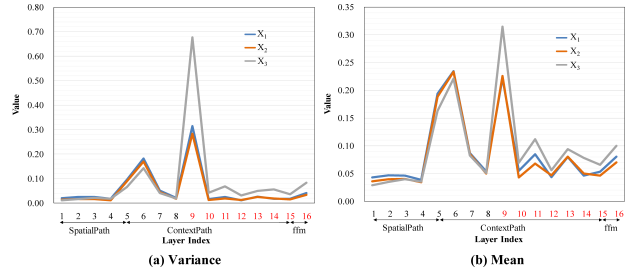 0.80
0.70
0.60
0.50
0.40
0.30
0.20
0.10
0.00
Value
X1
X2
X3
1 2 3 4 5 6 7 8 9 10 11 12 13 14 15 16
SpatialPath ContextPath ffm
Layer Index
(a) Variance
0.35
0.30
0.25
0.20
0.15
0.10
0.05
0.00
Value
X1
X2
X3
1 2 3 4 5 6 7 8 9 10 11 12 13 14 15 16
SpatialPath ContextPath ffm
Layer Index
(b) Mean